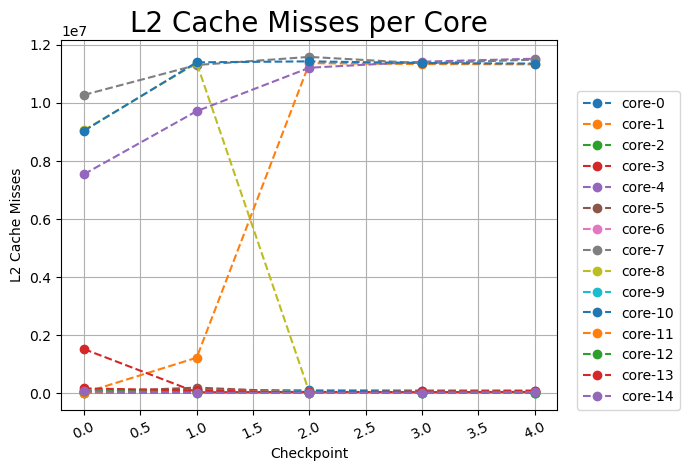 L2 Cache Misses per Core
1e7
1.2
1.0
0.8
0.6
0.4
0.2
0.0
L2 Cache Misses
0.0 0.5 1.0 1.5 2.0 2.5 3.0 3.5 4.0
Checkpoint
core-0
core-1
core-2
core-3
core-4
core-5
core-6
core-7
core-8
core-9
core-10
core-11
core-12
core-13
core-14